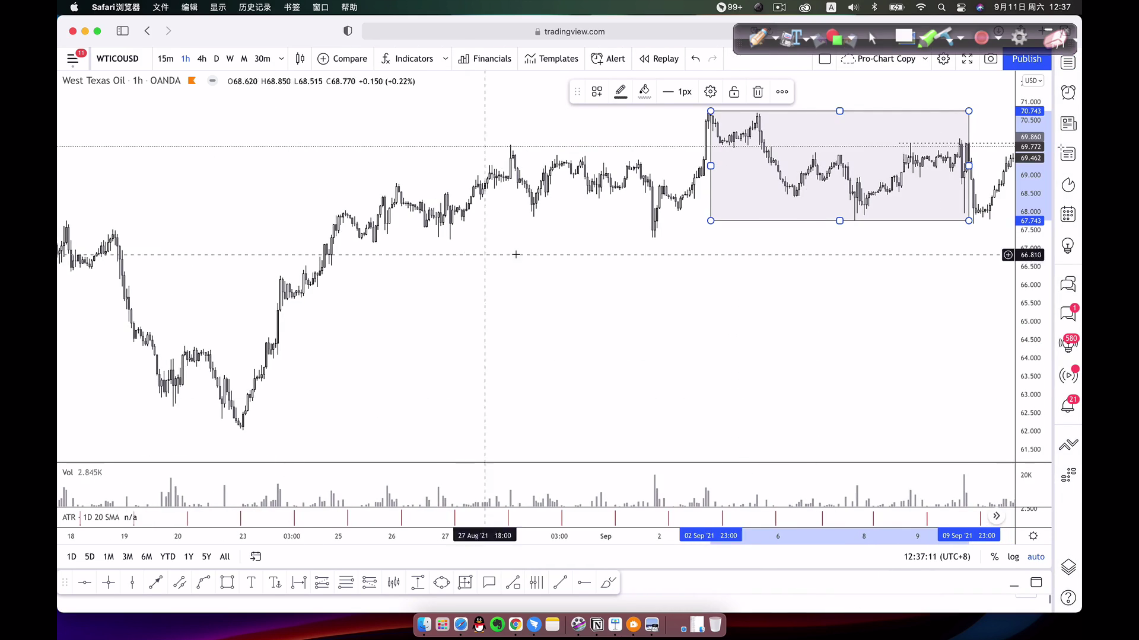 Safari浏览器 文件 编辑 显示 历史记录 书签 窗口 帮助 99+ A 9月11日 周六 12:37
tradingview.com
11 WTICOUSD 15m 1h 4h D W M 30m Compare Indicators Financials Templates Alert Replay Pro-Chart Copy Publish
West Texas Oil · 1h · OANDA O68.620 H68.850 L68.515 C68.770 +0.150 (+0.22%)
1px
USD
71.000
70.743
70.500
69.860
69.772
69.462
69.000
68.500
68.000
67.743
67.500
67.000
66.810
66.500
66.000
65.500
65.000
64.500
64.000
63.500
63.000
62.500
62.000
61.500
1
580
21
Vol 2.845K
20K
ATR - 1D 20 SMA n/a
2.500
18 19 20 23 03:00 25 26 27 Aug '21 18:00 03:00 Sep 2 02 Sep '21 23:00 6 8 9 09 Sep '21 23:00
1D 5D 1M 3M 6M YTD 1Y 5Y All 12:37:11 (UTC+8) % log auto